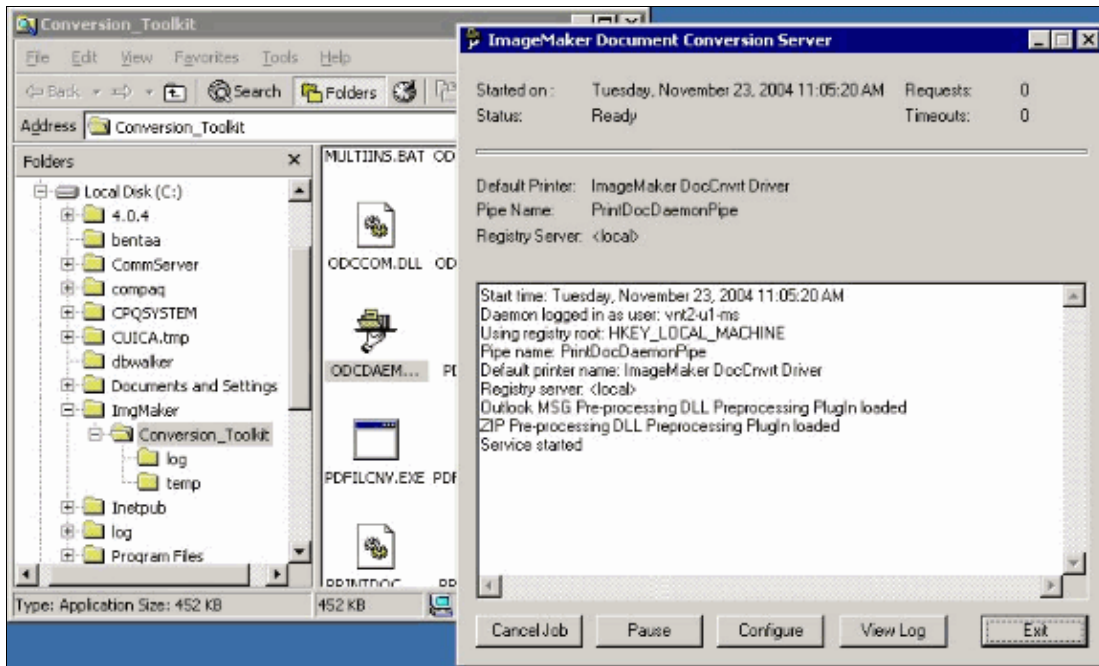 Conversion_Toolkit
File Edit View Favorites Tools Help
Back Search Folders
Address Conversion_Toolkit
Folders
Local Disk (C:)
4.0.4
bentaa
CommServer
compaq
CPQSYSTEM
CUICA.tmp
dbwalker
Documents and Settings
ImgMaker
Conversion_Toolkit
log
temp
Inetpub
log
Program Files
MULTIINS.BAT OD
ODCCOM.DLL OD
ODCDAEM... PI
PDFILCNV.EXE PDF
Type: Application Size: 452 KB
452 KB
ImageMaker Document Conversion Server
Started on : Tuesday, November 23, 2004 11:05:20 AM Requests: 0
Status: Ready Timeouts: 0
Default Printer: ImageMaker DocCnvrt Driver
Pipe Name: PrintDocDaemonPipe
Registry Server: <local>
Start time: Tuesday, November 23, 2004 11:05:20 AM
Daemon logged in as user: vnt2-u1-ms
Using registry root: HKEY_LOCAL_MACHINE
Pipe name: PrintDocDaemonPipe
Default printer name: ImageMaker DocCnvrt Driver
Registry server: <local>
Outlook MSG Pre-processing DLL Preprocessing PlugIn loaded
ZIP Pre-processing DLL Preprocessing PlugIn loaded
Service started
Cancel Job Pause Configure View Log Exit